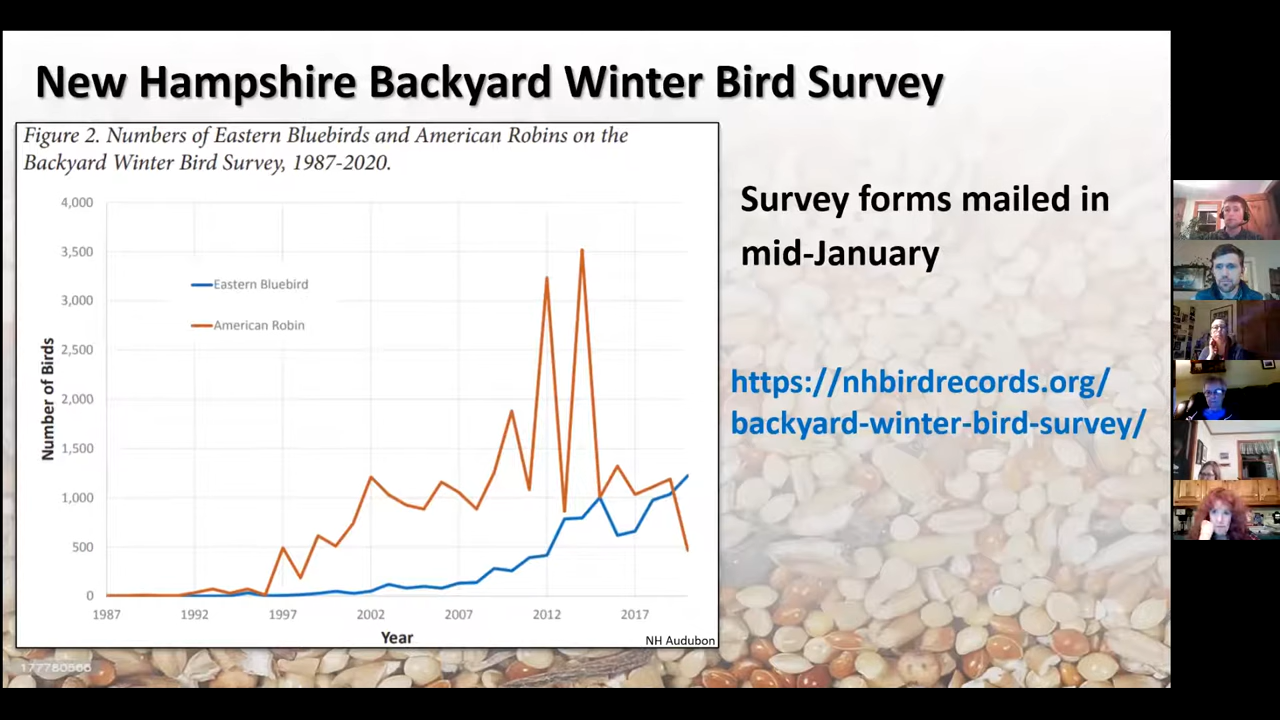 New Hampshire Backyard Winter Bird Survey
Figure 2. Numbers of Eastern Bluebirds and American Robins on the
Backyard Winter Bird Survey, 1987-2020.
4,000
3,500
3,000
2,500
2,000
1,500
1,000
500
0
Number of Birds
Eastern Bluebird
American Robin
1987
1992
1997
2002
2007
2012
2017
Year
NH Audubon
Survey forms mailed in
mid-January
https://nhbirdrecords.org/
backyard-winter-bird-survey/
177780566